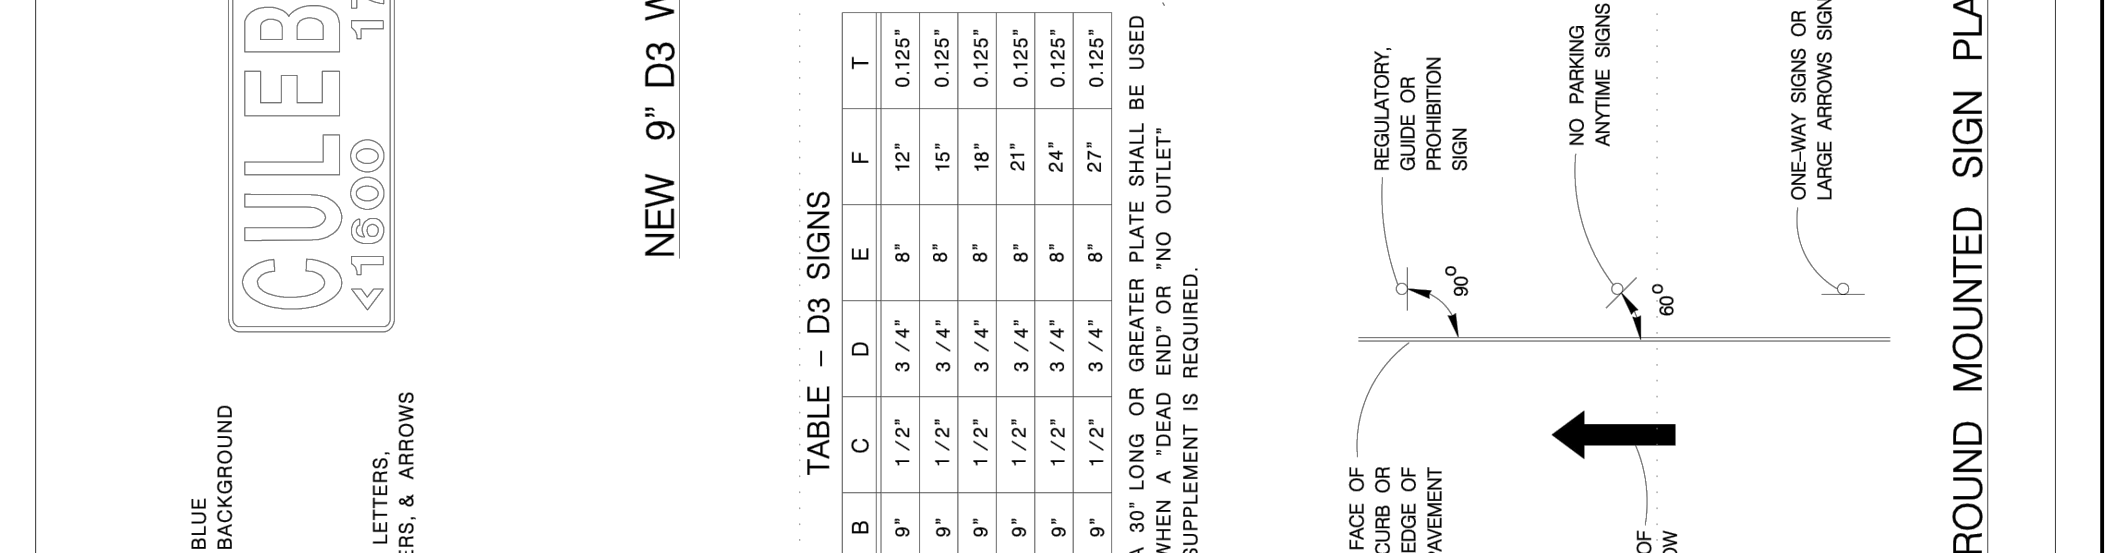 CULEB
<1600 17
BLUE
BACKGROUND
LETTERS,
ERS, & ARROWS
NEW 9" D3 W
TABLE – D3 SIGNS
B C D E F T
9" 1/2" 3/4" 8" 12" 0.125"
9" 1/2" 3/4" 8" 15" 0.125"
9" 1/2" 3/4" 8" 18" 0.125"
9" 1/2" 3/4" 8" 21" 0.125"
9" 1/2" 3/4" 8" 24" 0.125"
9" 1/2" 3/4" 8" 27" 0.125"
A 30" LONG OR GREATER PLATE SHALL BE USED
WHEN A "DEAD END" OR "NO OUTLET"
SUPPLEMENT IS REQUIRED.
FACE OF
CURB OR
EDGE OF
PAVEMENT
REGULATORY,
GUIDE OR
PROHIBITION
SIGN
90°
NO PARKING
ANYTIME SIGNS
60°
OF
OW
ONE–WAY SIGNS OR
LARGE ARROWS SIGN
ROUND MOUNTED SIGN PLA